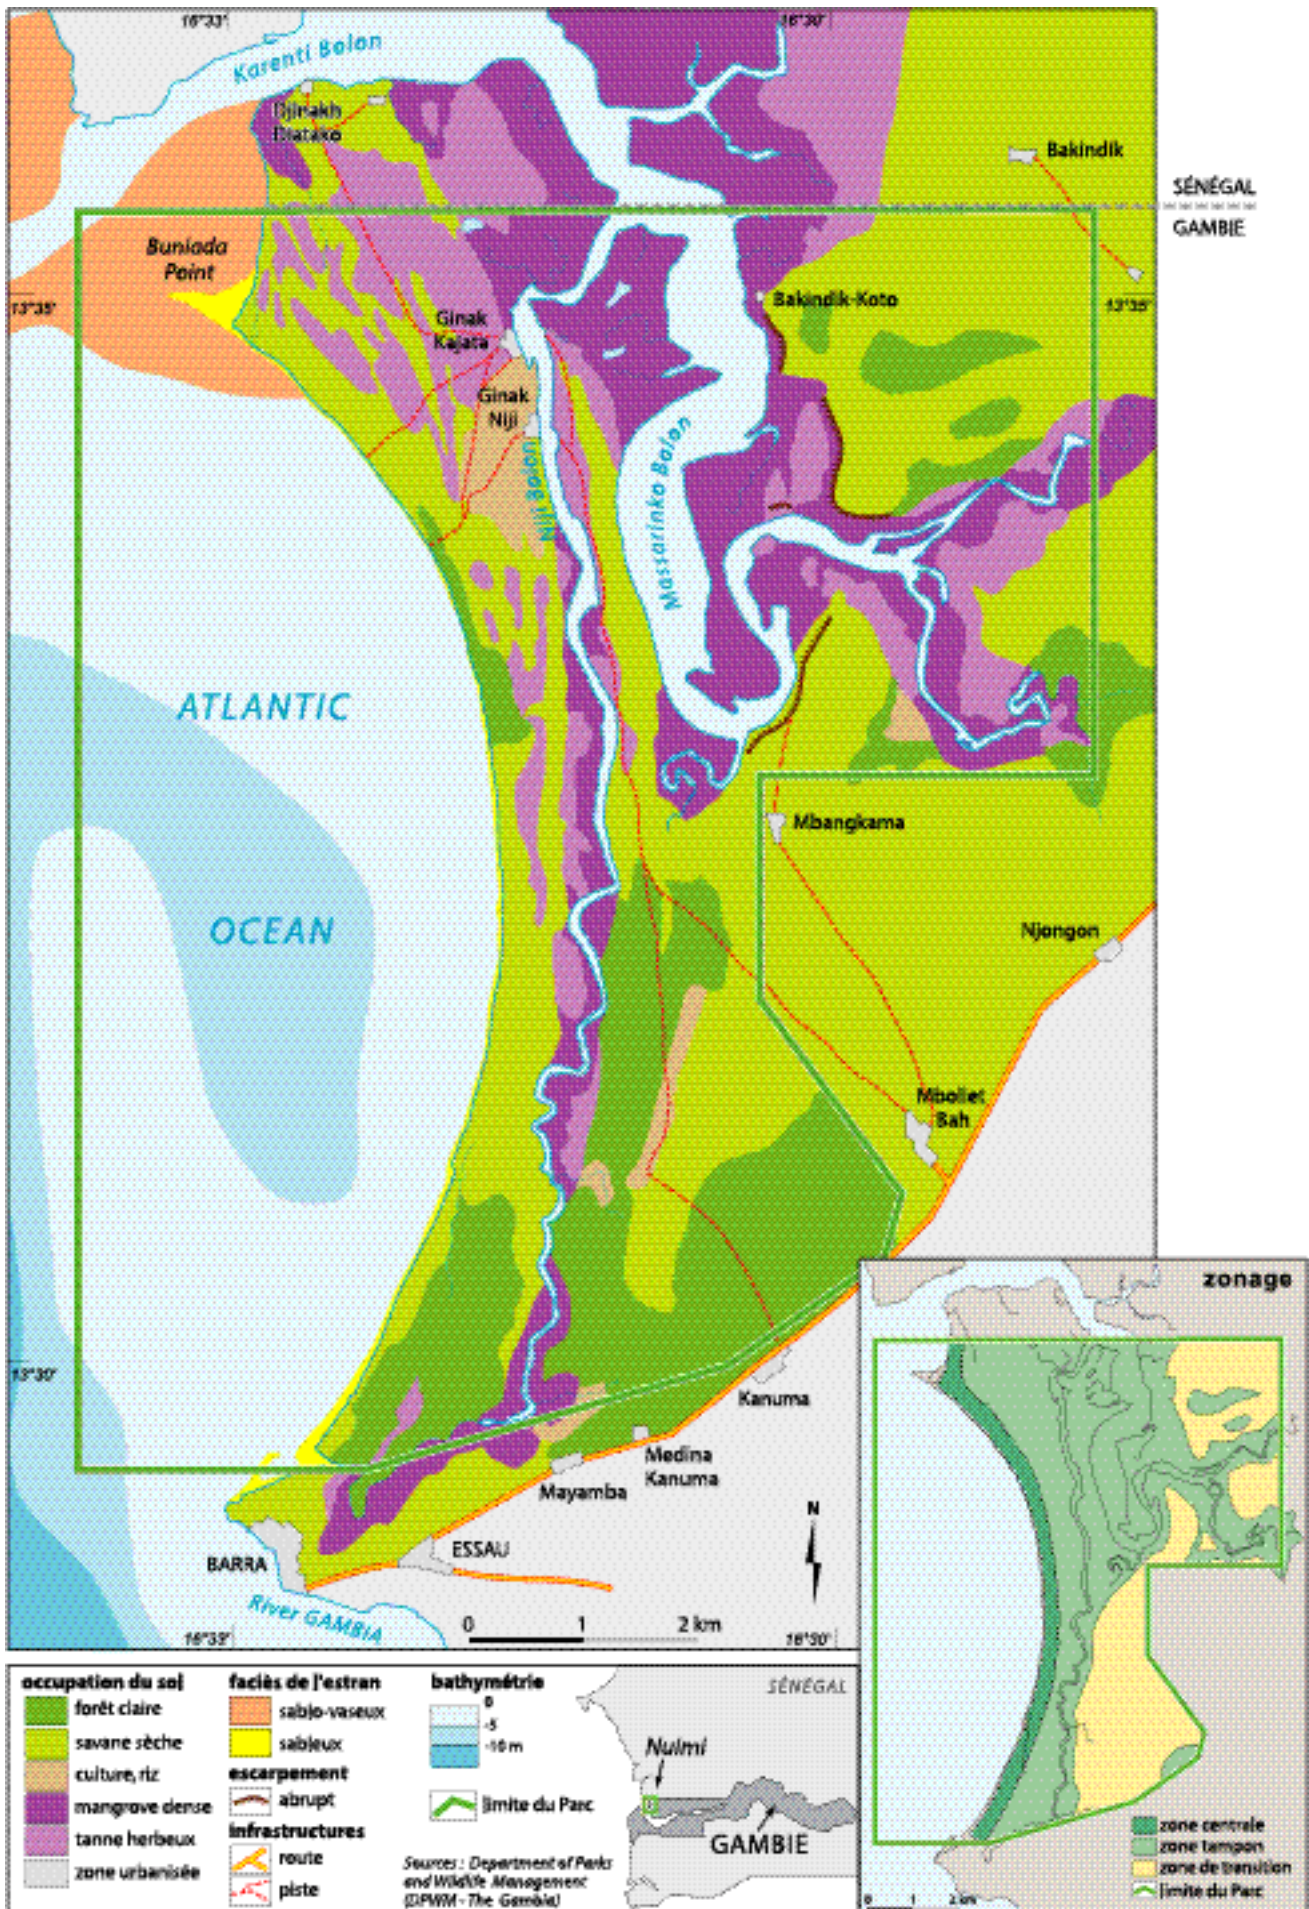 16°33'
16°30'
Karenti Bolon
Djinakh
Diatako
Bakindik
SÉNÉGAL
GAMBIE
Buniada
Point
13°35'
13°35'
Bakindik-Koto
Ginak
Kajata
Ginak
Niji
Niji Bolon
Massarinko Bolon
ATLANTIC
OCEAN
Mbangkama
Njongon
Mbollet
Bah
zonage
13°30'
Kanuma
Medina
Kanuma
Mayamba
N
ESSAU
BARRA
River GAMBIA
0 1 2 km
16°33'
16°30'
occupation du sol
forêt claire
savane sèche
culture, riz
mangrove dense
tanne herbeux
zone urbanisée
faciès de l'estran
sablo-vaseux
sableux
escarpement
abrupt
infrastructures
route
piste
bathymétrie
0
-5
-10 m
limite du Parc
Sources : Department of Parks
and Wildlife Management
(DPWM - The Gambia)
SÉNÉGAL
Nuimi
GAMBIE
zone centrale
zone tampon
zone de transition
limite du Parc
0 1 2 km